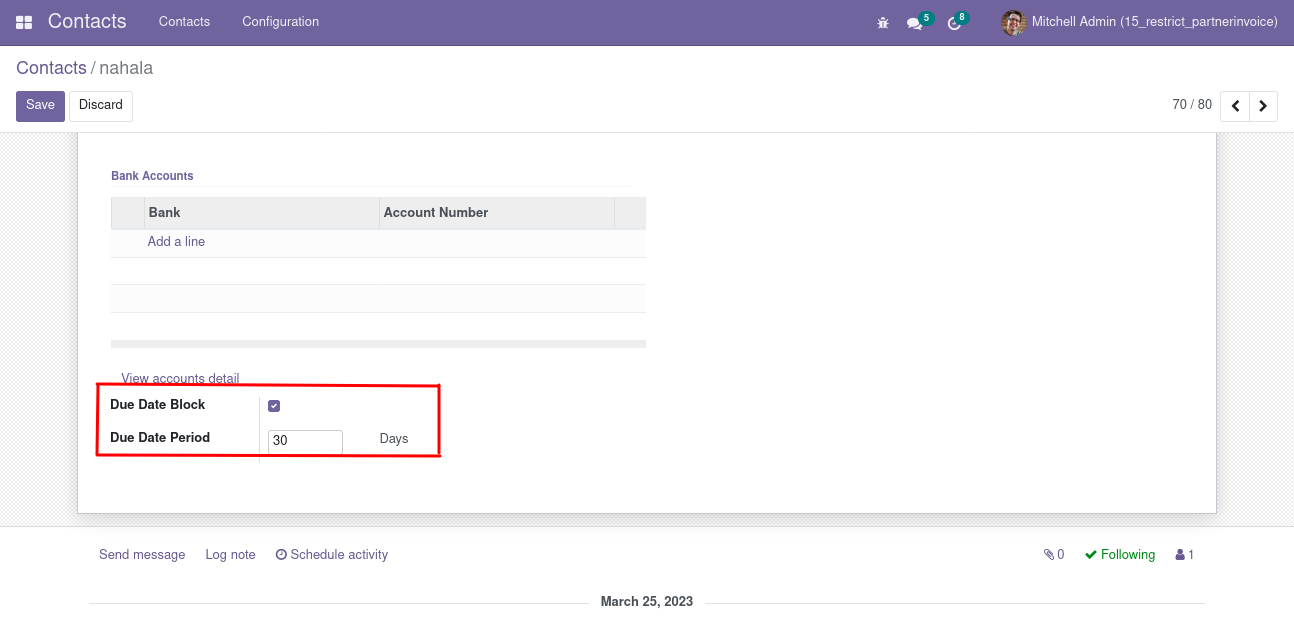 Contacts Contacts Configuration 5 8 Mitchell Admin (15_restrict_partnerinvoice)
Contacts / nahala
Save Discard 70 / 80
Bank Accounts
Bank Account Number
Add a line
View accounts detail
Due Date Block
Due Date Period 30 Days
Send message Log note Schedule activity 0 Following 1
March 25, 2023